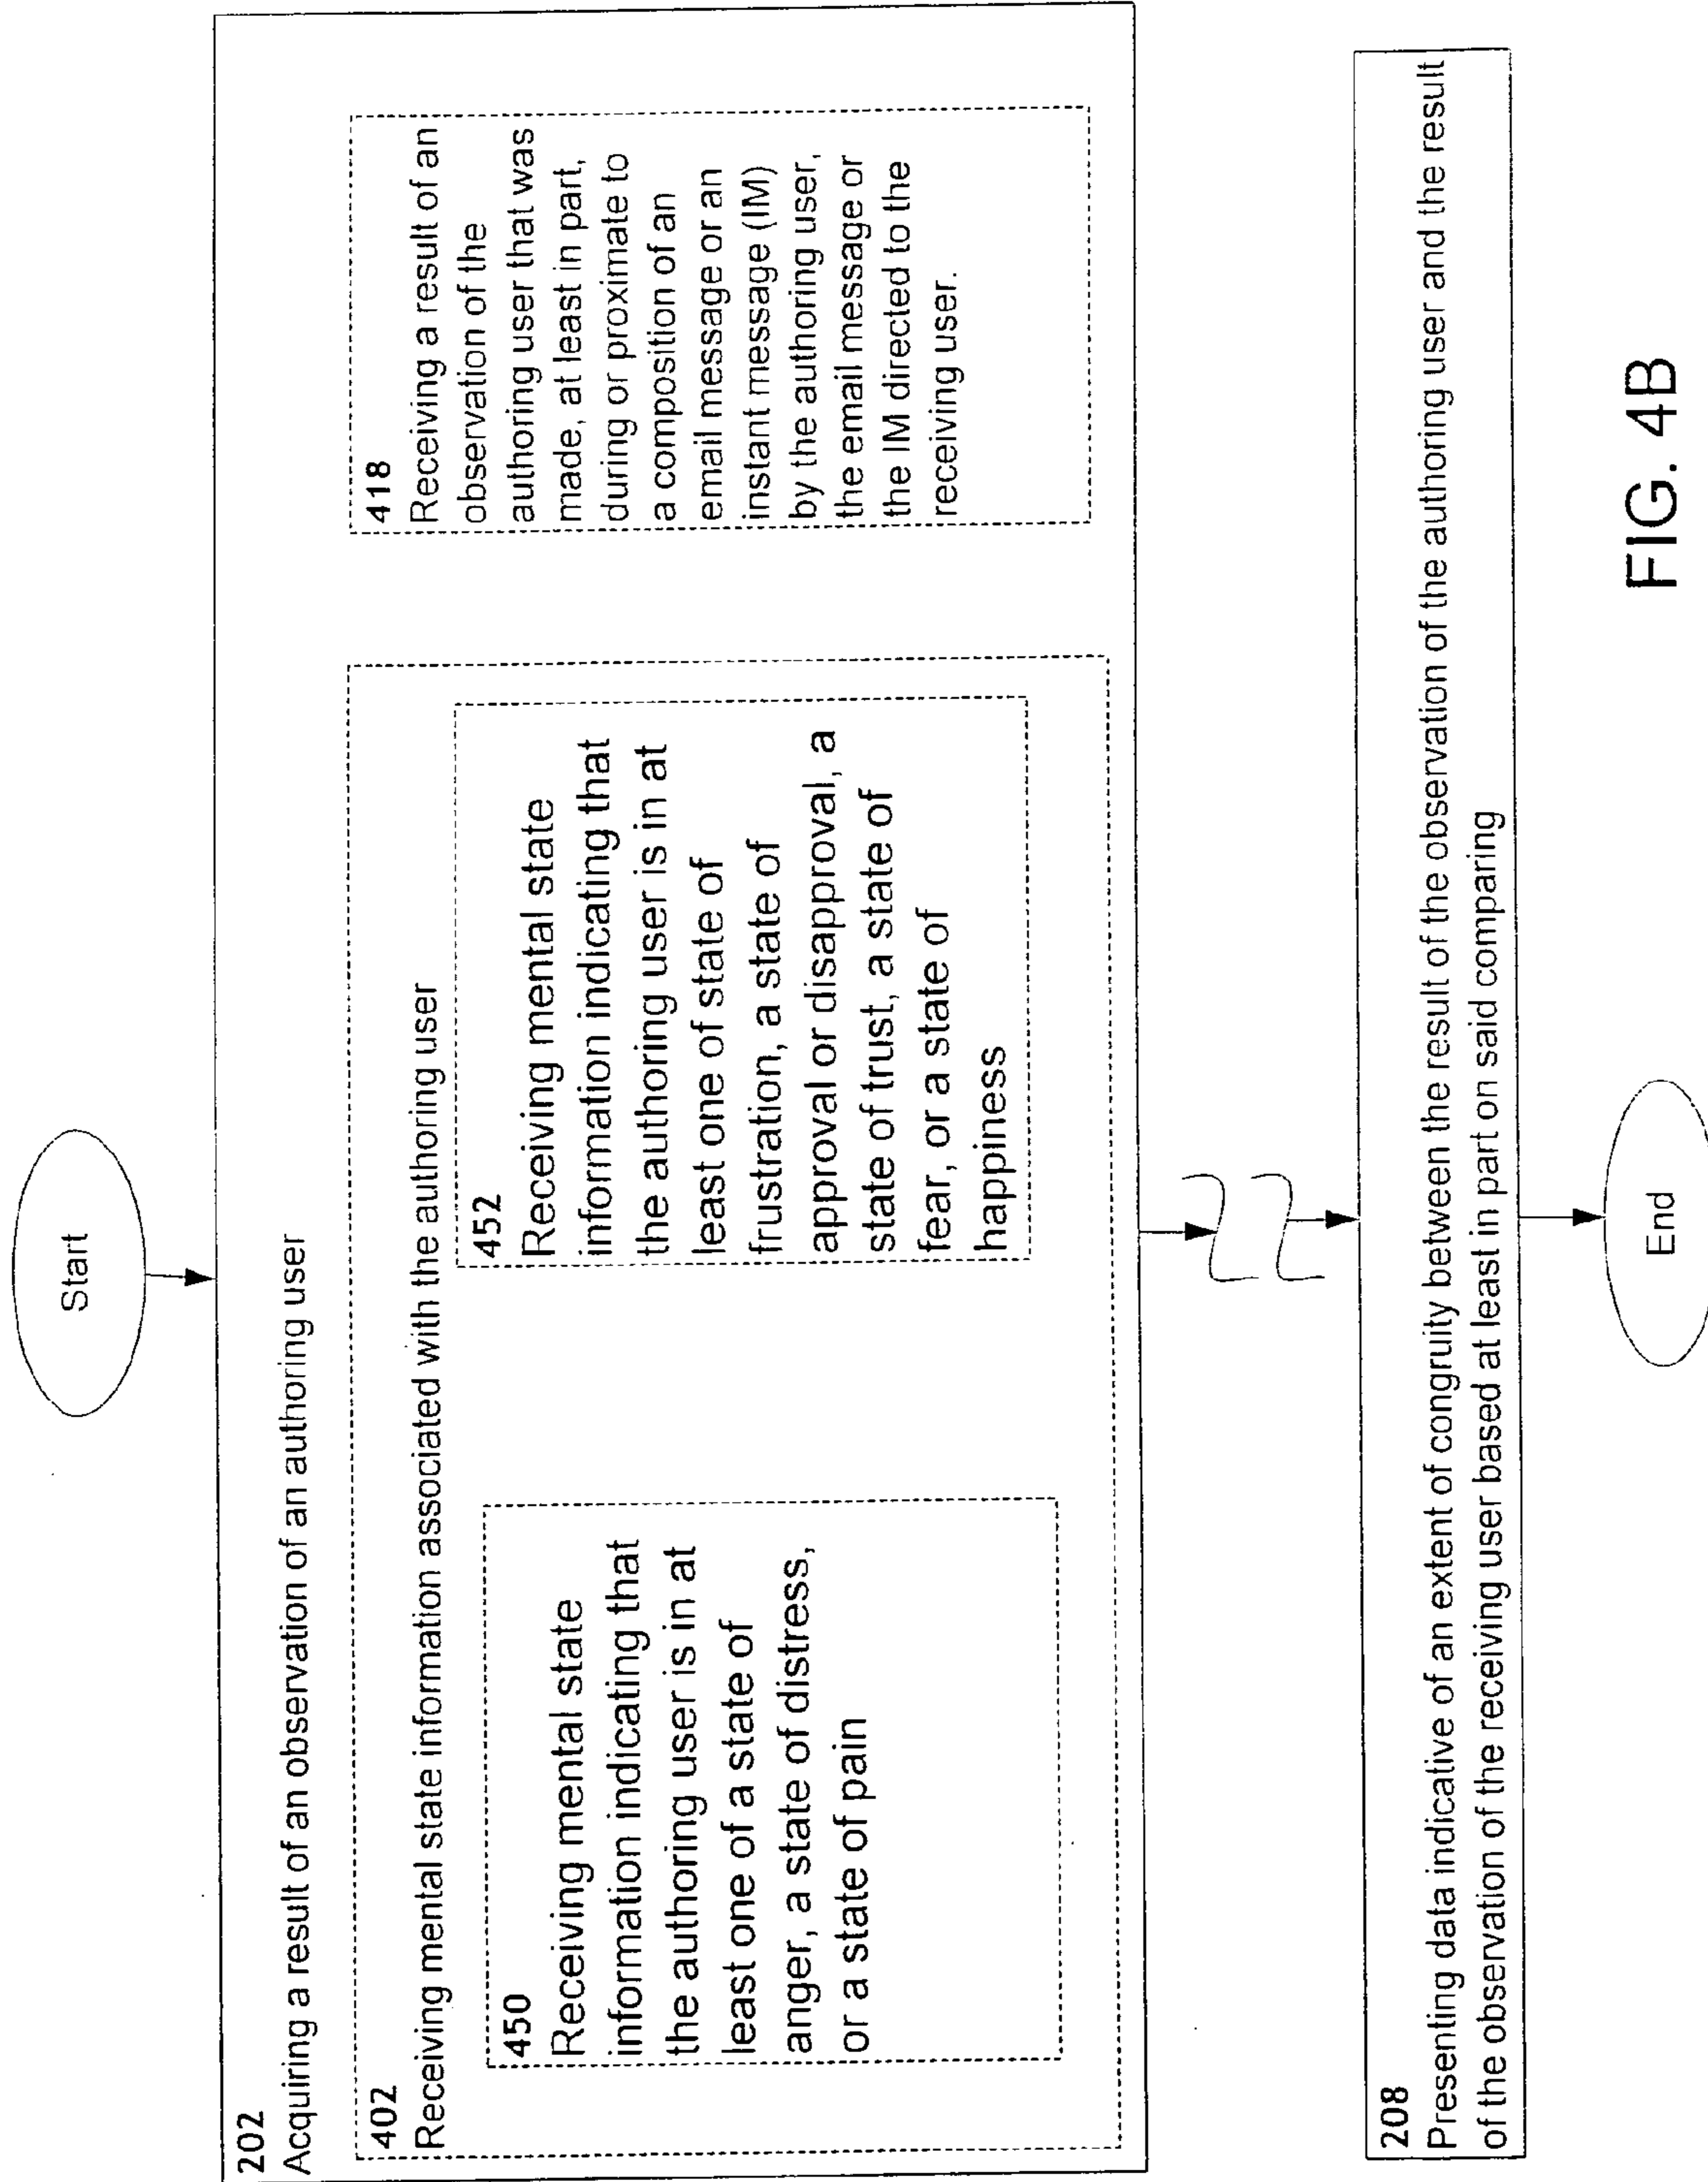 Start
202
Acquiring a result of an observation of an authoring user
402
Receiving mental state information associated with the authoring user
450
Receiving mental state
information indicating that
the authoring user is in at
least one of a state of
anger, a state of distress,
or a state of pain
452
Receiving mental state
information indicating that
the authoring user is in at
least one of state of
frustration, a state of
approval or disapproval, a
state of trust, a state of
fear, or a state of
happiness
418
Receiving a result of an
observation of the
authoring user that was
made, at least in part,
during or proximate to
a composition of an
email message or an
instant message (IM)
by the authoring user,
the email message or
the IM directed to the
receiving user.
208
Presenting data indicative of an extent of congruity between the result of the observation of the authoring user and the result
of the observation of the receiving user based at least in part on said comparing
End
FIG. 4B